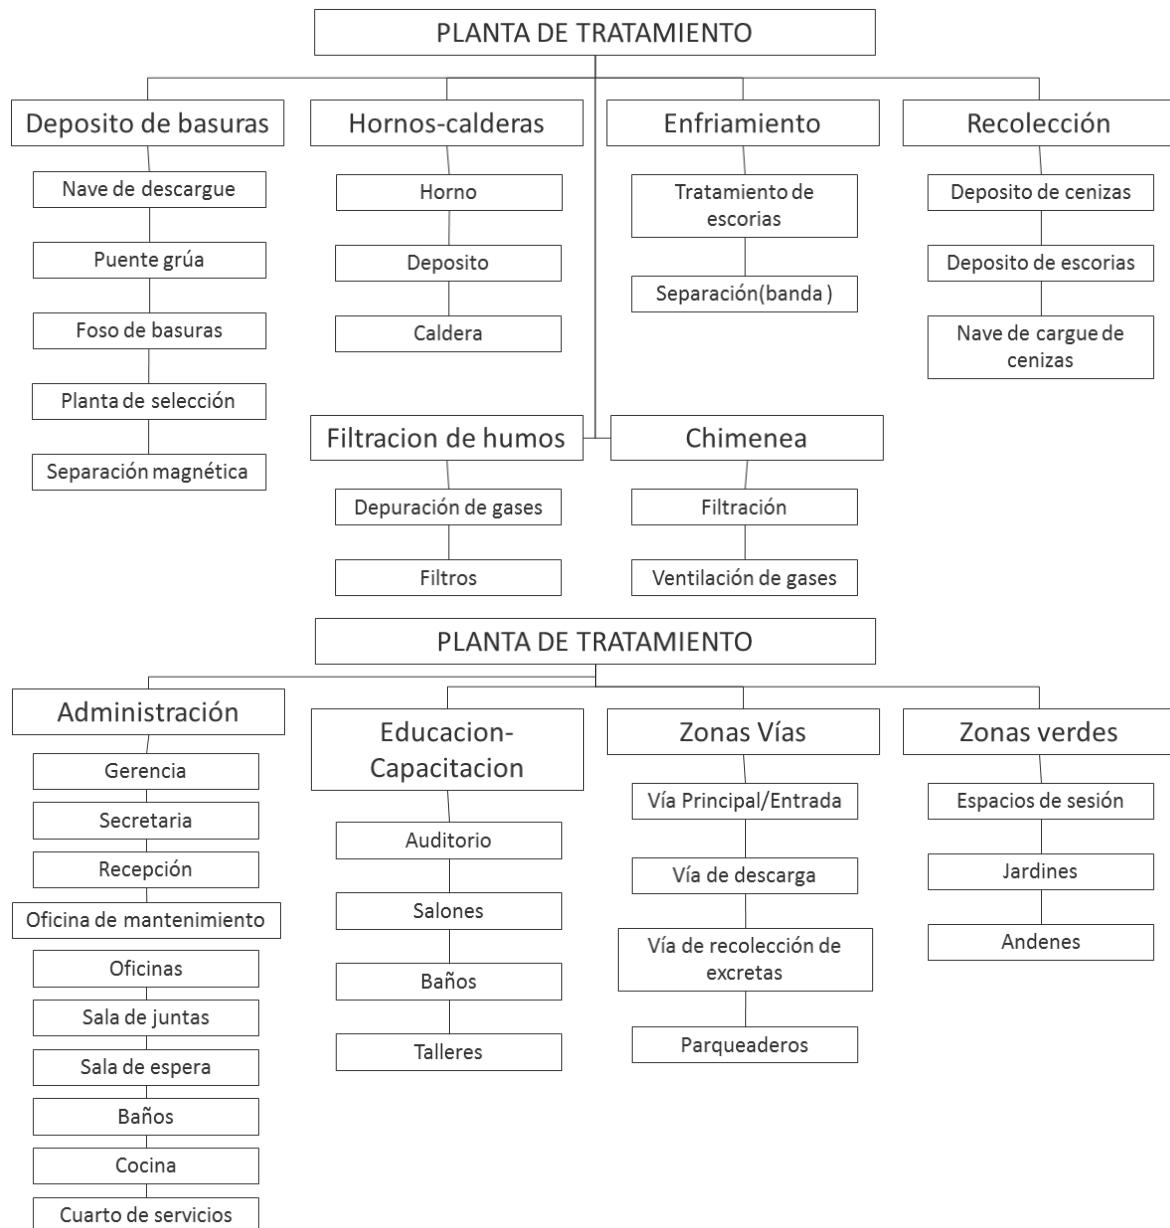 PLANTA DE TRATAMIENTO
Deposito de basuras
Nave de descargue
Puente grúa
Foso de basuras
Planta de selección
Separación magnética
Hornos-calderas
Horno
Deposito
Caldera
Enfriamiento
Tratamiento de
escorias
Separación(banda )
Recolección
Deposito de cenizas
Deposito de escorias
Nave de cargue de
cenizas
Filtracion de humos
Depuración de gases
Filtros
Chimenea
Filtración
Ventilación de gases
PLANTA DE TRATAMIENTO
Administración
Gerencia
Secretaria
Recepción
Oficina de mantenimiento
Oficinas
Sala de juntas
Sala de espera
Baños
Cocina
Cuarto de servicios
Educacion-
Capacitacion
Auditorio
Salones
Baños
Talleres
Zonas Vías
Vía Principal/Entrada
Vía de descarga
Vía de recolección de
excretas
Parqueaderos
Zonas verdes
Espacios de sesión
Jardines
Andenes